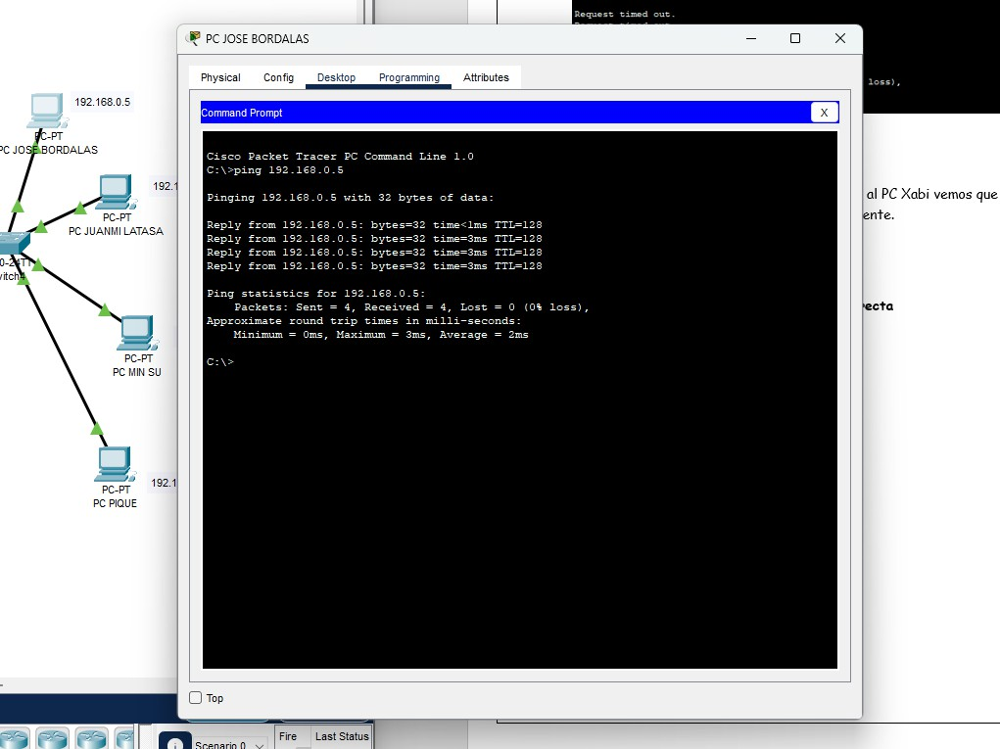 Request timed out.
loss),
PC JOSE BORDALAS
Physical
Config
Desktop
Programming
Attributes
Command Prompt
X
Cisco Packet Tracer PC Command Line 1.0
C:\>ping 192.168.0.5
Pinging 192.168.0.5 with 32 bytes of data:
Reply from 192.168.0.5: bytes=32 time<1ms TTL=128
Reply from 192.168.0.5: bytes=32 time=3ms TTL=128
Reply from 192.168.0.5: bytes=32 time=3ms TTL=128
Reply from 192.168.0.5: bytes=32 time=3ms TTL=128
Ping statistics for 192.168.0.5:
Packets: Sent = 4, Received = 4, Lost = 0 (0% loss),
Approximate round trip times in milli-seconds:
Minimum = 0ms, Maximum = 3ms, Average = 2ms
C:\>
Top
192.168.0.5
PC-PT
PC JOSE BORDALAS
192.1
PC-PT
PC JUANMI LATASA
0-24TT
witch4
PC-PT
PC MIN SU
192.1
PC-PT
PC PIQUE
al PC Xabi vemos que
ente.
recta
Scenario 0
Fire
Last Status